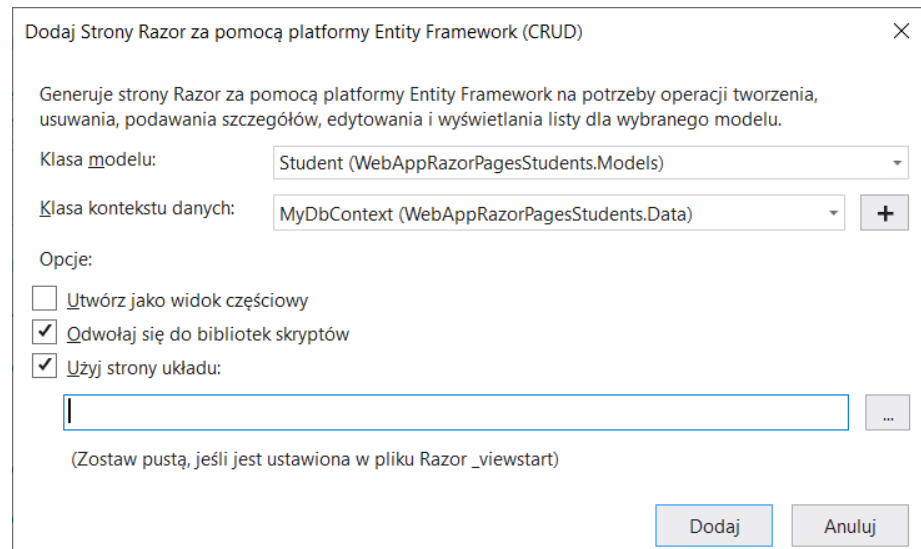 Dodaj Strony Razor za pomocą platformy Entity Framework (CRUD)
Generuje strony Razor za pomocą platformy Entity Framework na potrzeby operacji tworzenia,
usuwania, podawania szczegółów, edytowania i wyświetlania listy dla wybranego modelu.
Klasa modelu: Student (WebAppRazorPagesStudents.Models)
Klasa kontekstu danych: MyDbContext (WebAppRazorPagesStudents.Data) +
Opcje:
Utwórz jako widok częściowy
Odwołaj się do bibliotek skryptów
Użyj strony układu:
...
(Zostaw pustą, jeśli jest ustawiona w pliku Razor _viewstart)
Dodaj Anuluj